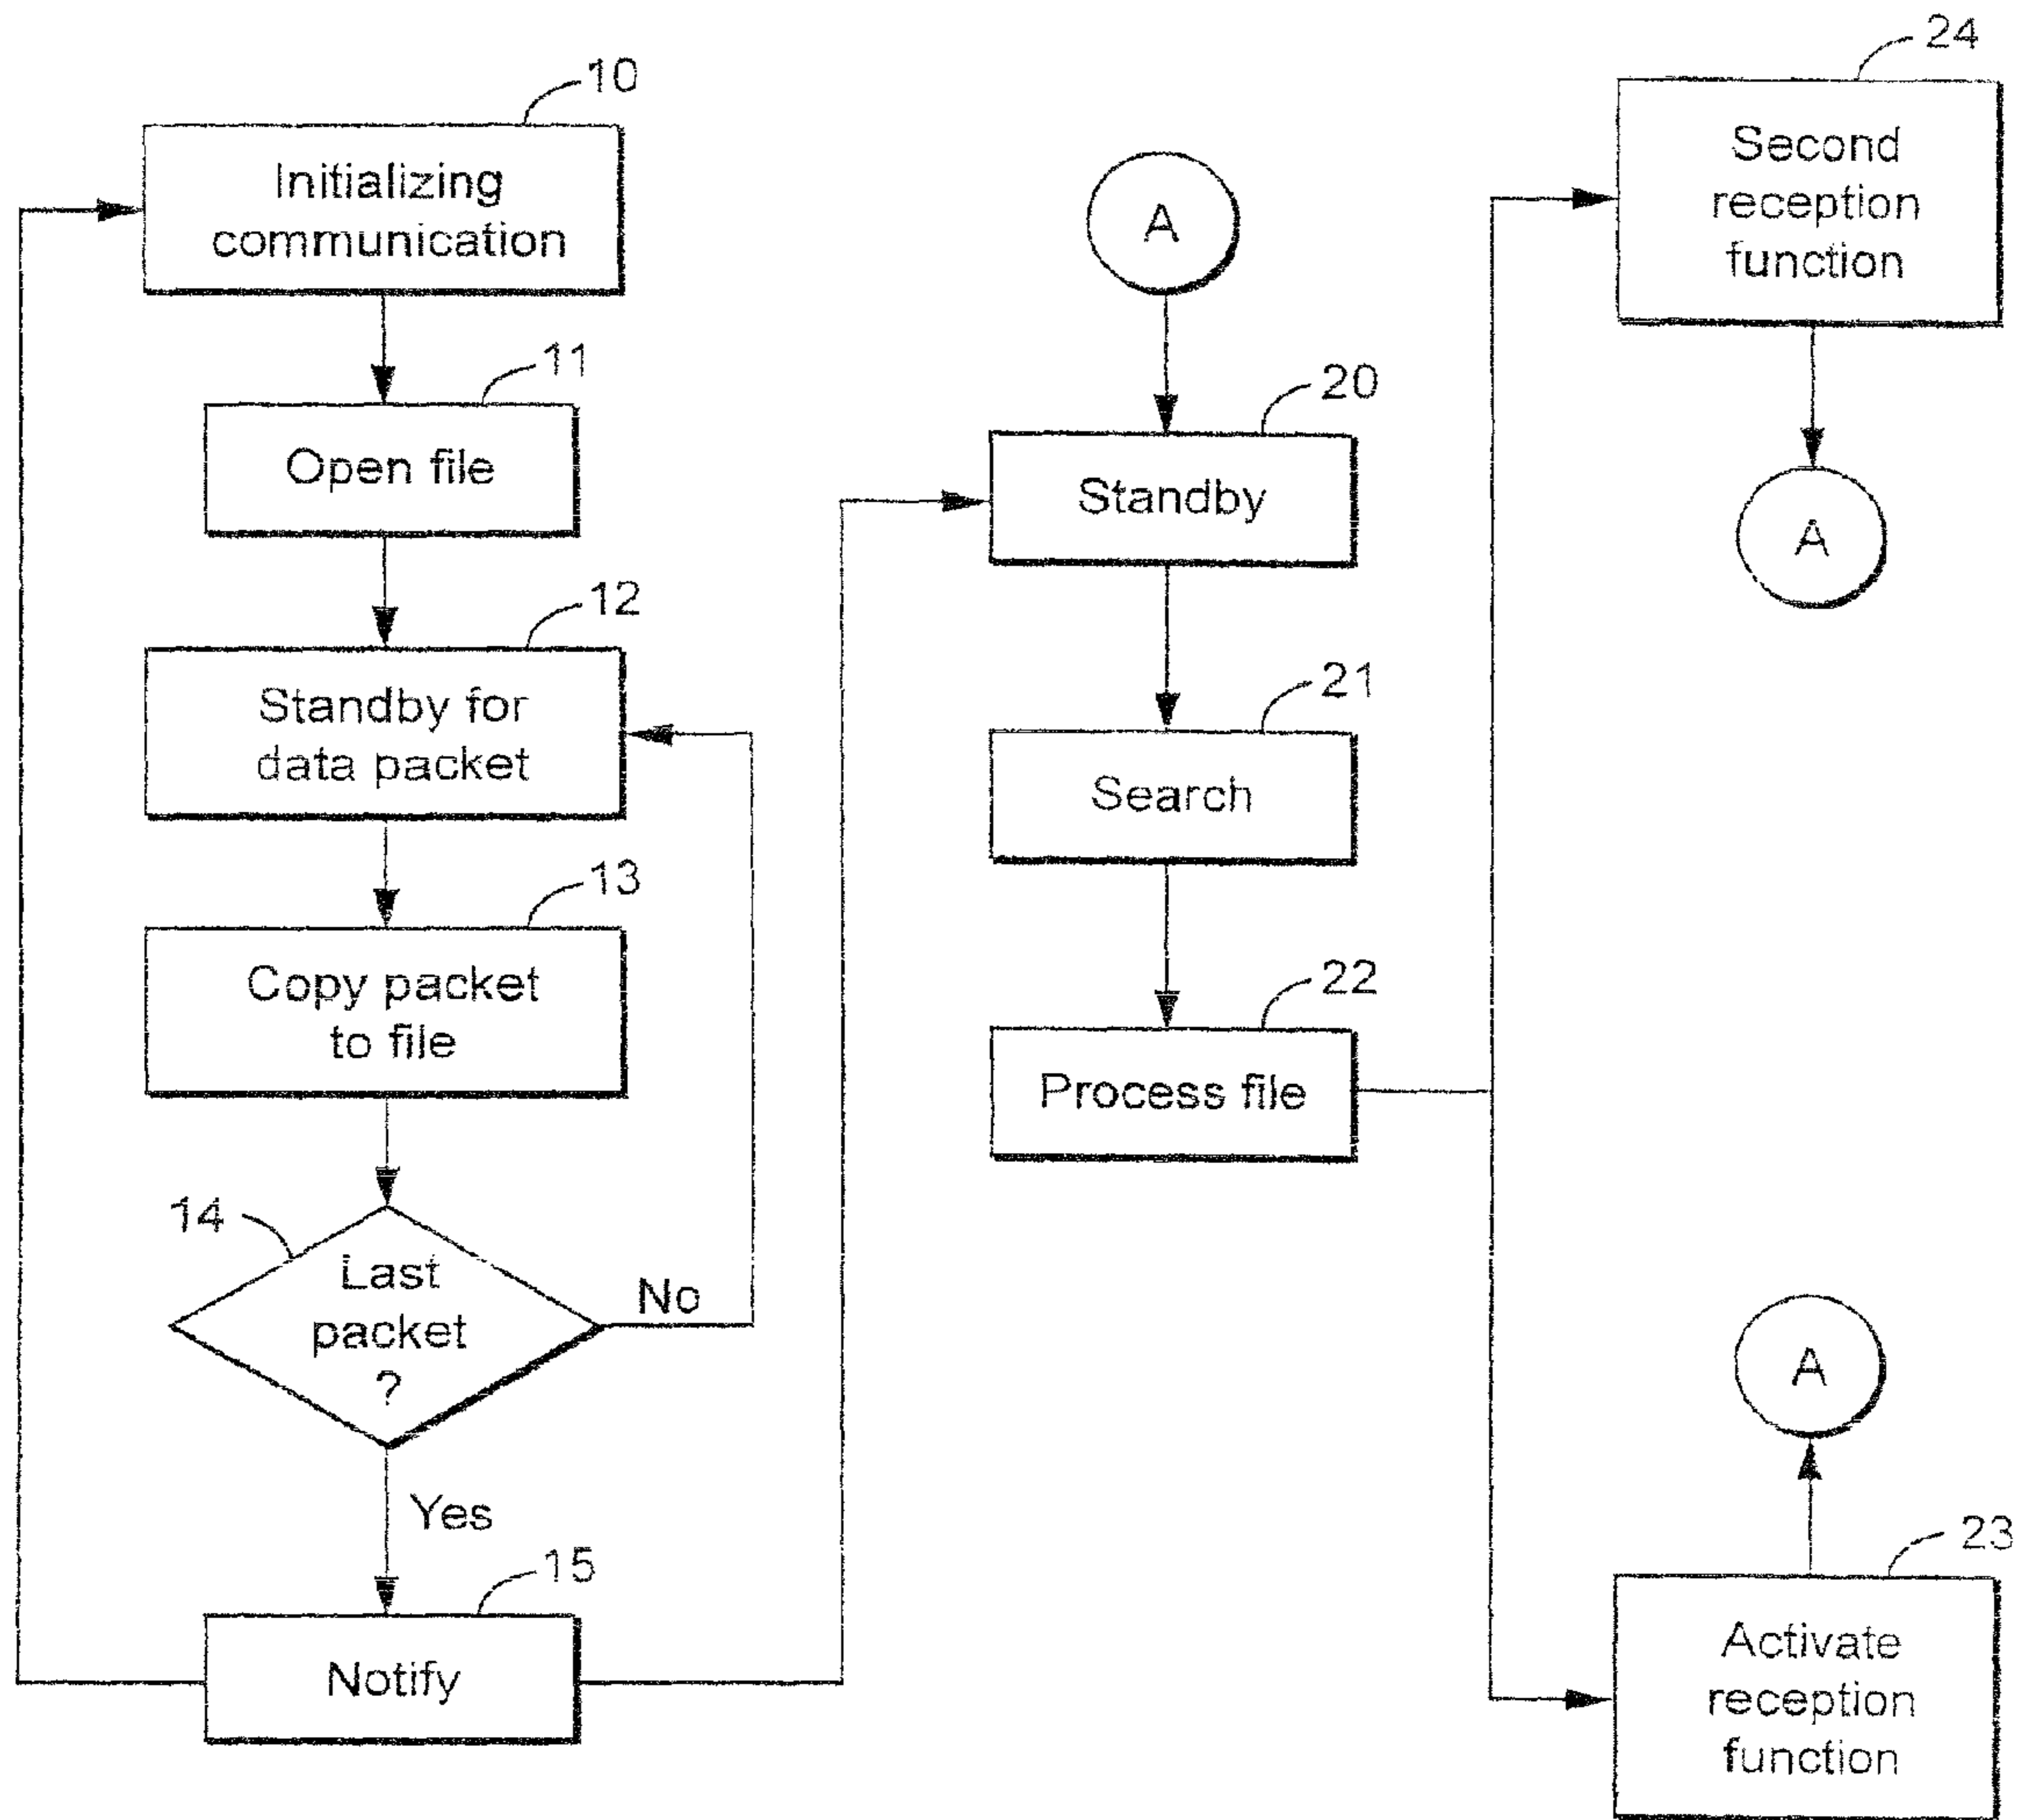 10
Initializing
communication
11
Open file
12
Standby for
data packet
13
Copy packet
to file
14
Last
packet
?
No
Yes
15
Notify
A
20
Standby
21
Search
22
Process file
24
Second
reception
function
A
A
23
Activate
reception
function